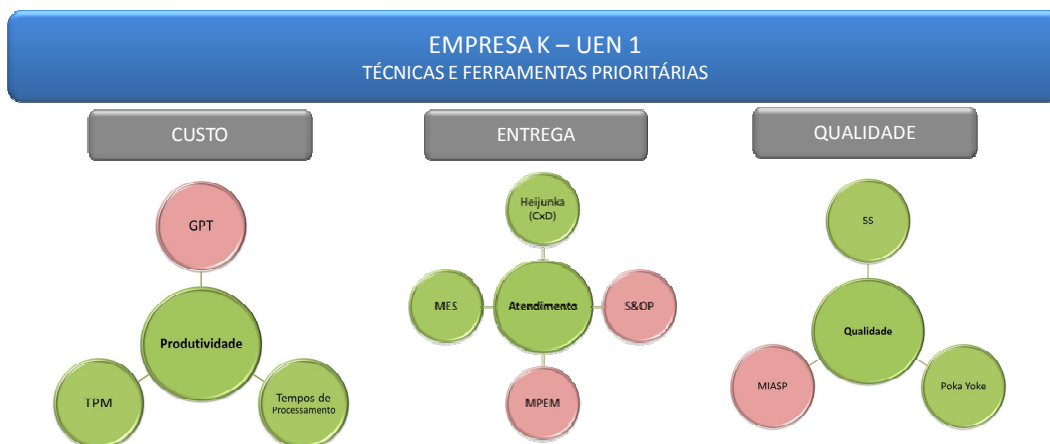 EMPRESA K – UEN 1
TÉCNICAS E FERRAMENTAS PRIORITÁRIAS
CUSTO
ENTREGA
QUALIDADE
GPT
Produtividade
TPM
Tempos de
Processamento
Heijunka
(CxD)
MES
Atendimento
S&OP
MPEM
5S
Qualidade
MIASP
Poka Yoke